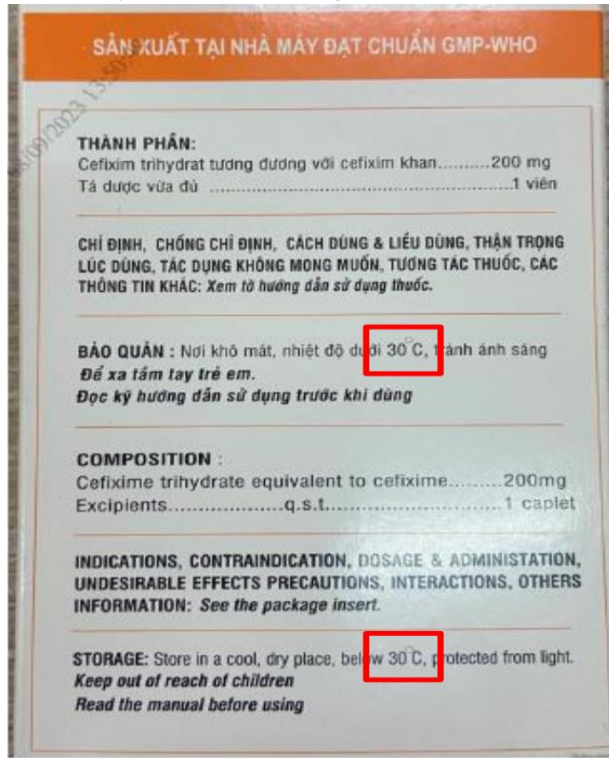 SẢN XUẤT TẠI NHÀ MÁY ĐẠT CHUẨN GMP-WHO
/09/2023 13:50:
THÀNH PHẦN:
Cefixim trihydrat tương đương với cefixim khan..........200 mg
Tá dược vừa đủ ......................................................1 viên
CHỈ ĐỊNH, CHỐNG CHỈ ĐỊNH, CÁCH DÙNG & LIỀU DÙNG, THẬN TRỌNG
LÚC DÙNG, TÁC DỤNG KHÔNG MONG MUỐN, TƯƠNG TÁC THUỐC, CÁC
THÔNG TIN KHÁC: Xem tờ hướng dẫn sử dụng thuốc.
BẢO QUẢN : Nơi khô mát, nhiệt độ dưới 30°C, tránh ánh sáng
Để xa tầm tay trẻ em.
Đọc kỹ hướng dẫn sử dụng trước khi dùng
COMPOSITION :
Cefixime trihydrate equivalent to cefixime.........200mg
Excipients..................q.s.t...........................1 caplet
INDICATIONS, CONTRAINDICATION, DOSAGE & ADMINISTATION,
UNDESIRABLE EFFECTS PRECAUTIONS, INTERACTIONS, OTHERS
INFORMATION: See the package insert.
STORAGE: Store in a cool, dry place, below 30°C, protected from light.
Keep out of reach of children
Read the manual before using